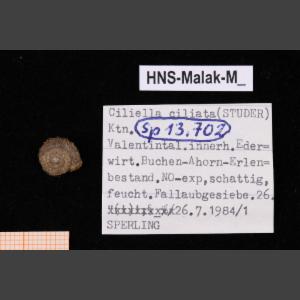 HNS-Malak-M_
Ciliella ciliata(STUDER)
Ktn. Sp 13.702
Valentintal.innerh.Eder=
wirt.Buchen-Ahorn-Erlen=
bestand.NO-exp,schattig,
feucht.Fallaubgesiebe.26.
26.7.1984/1
SPERLING